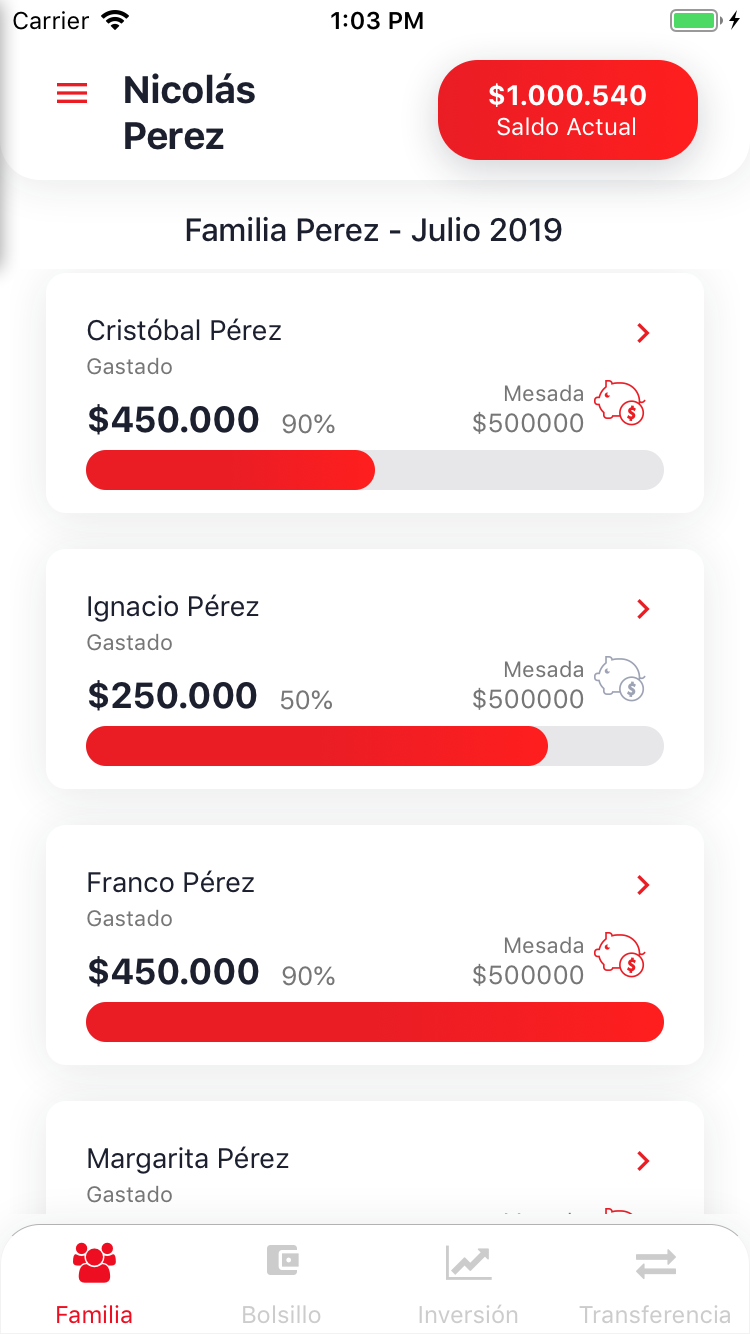 Carrier 1:03 PM
Nicolás
Perez
$1.000.540
Saldo Actual
Familia Perez - Julio 2019
Cristóbal Pérez
Gastado
$450.000 90%
Mesada
$500000
$
Ignacio Pérez
Gastado
$250.000 50%
Mesada
$500000
$
Franco Pérez
Gastado
$450.000 90%
Mesada
$500000
$
Margarita Pérez
Gastado
Familia Bolsillo Inversión Transferencia